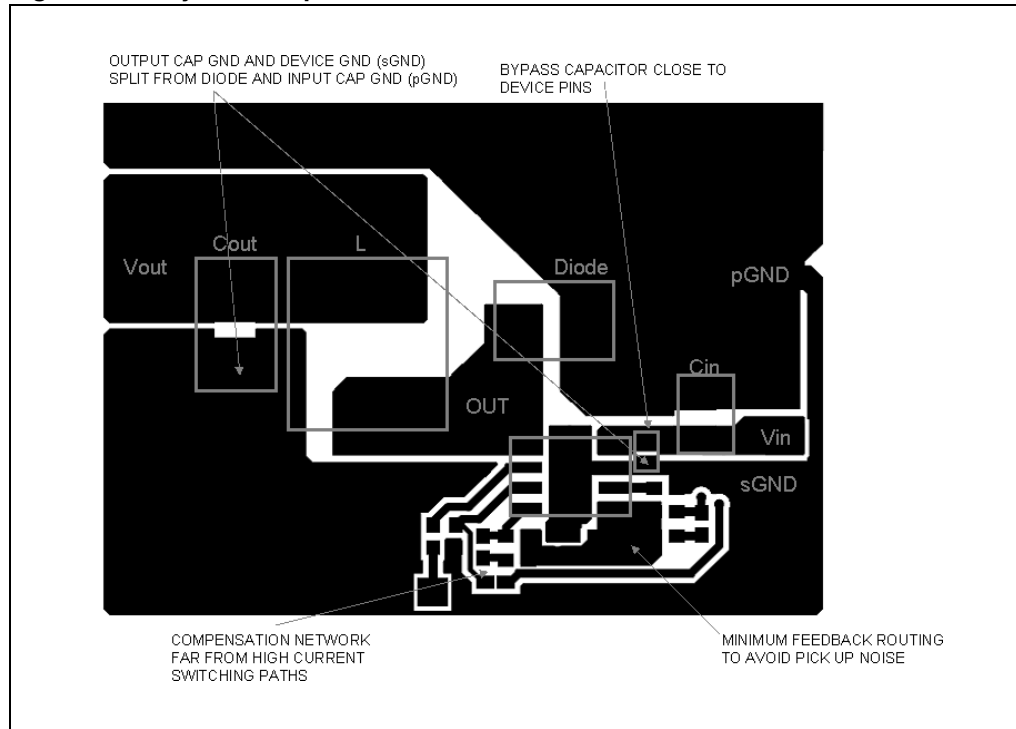 OUTPUT CAP GND AND DEVICE GND (sGND)
SPLIT FROM DIODE AND INPUT CAP GND (pGND)
BYPASS CAPACITOR CLOSE TO
DEVICE PINS
Cout
L
Vout
Diode
pGND
Cin
OUT
Vin
sGND
COMPENSATION NETWORK
FAR FROM HIGH CURRENT
SWITCHING PATHS
MINIMUM FEEDBACK ROUTING
TO AVOID PICK UP NOISE